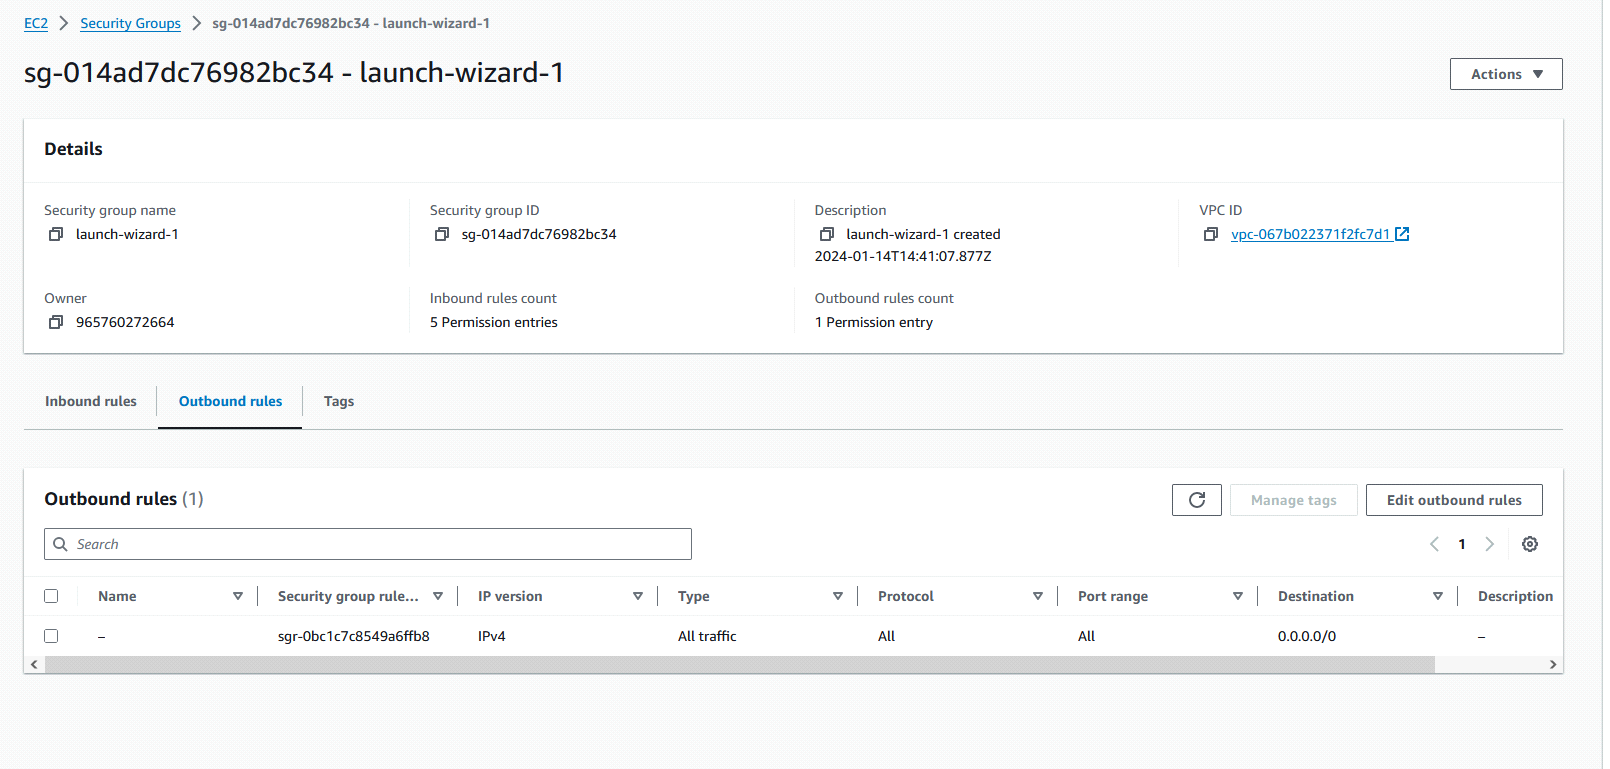 EC2 > Security Groups > sg-014ad7dc76982bc34 - launch-wizard-1
sg-014ad7dc76982bc34 - launch-wizard-1
Actions
Details
Security group name
launch-wizard-1
Security group ID
sg-014ad7dc76982bc34
Description
launch-wizard-1 created
2024-01-14T14:41:07.877Z
VPC ID
vpc-067b022371f2fc7d1
Owner
965760272664
Inbound rules count
5 Permission entries
Outbound rules count
1 Permission entry
Inbound rules Outbound rules Tags
Outbound rules (1)
Manage tags Edit outbound rules
Search
1
Name Security group rule... IP version Type Protocol Port range Destination Description
– sgr-0bc1c7c8549a6ffb8 IPv4 All traffic All All 0.0.0.0/0 –